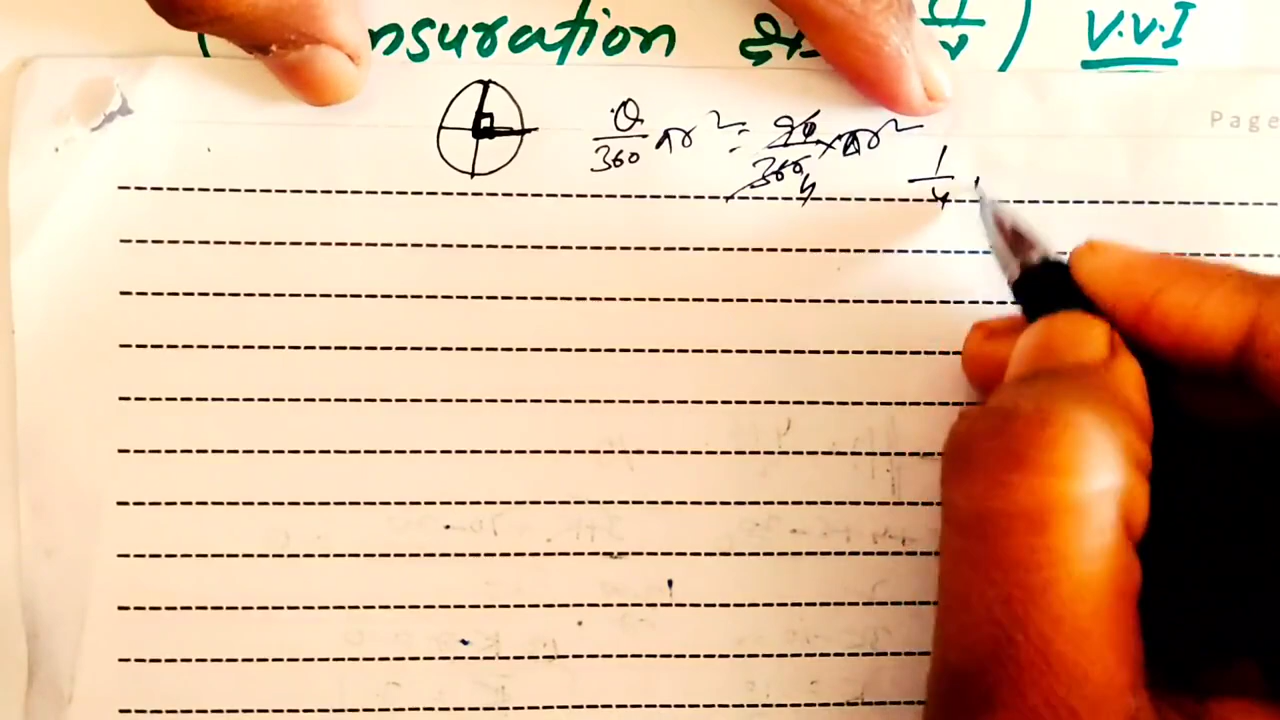 nsuration V.V.I
Page
θ/360 πr² = 90/360 × πr²
4
1/4